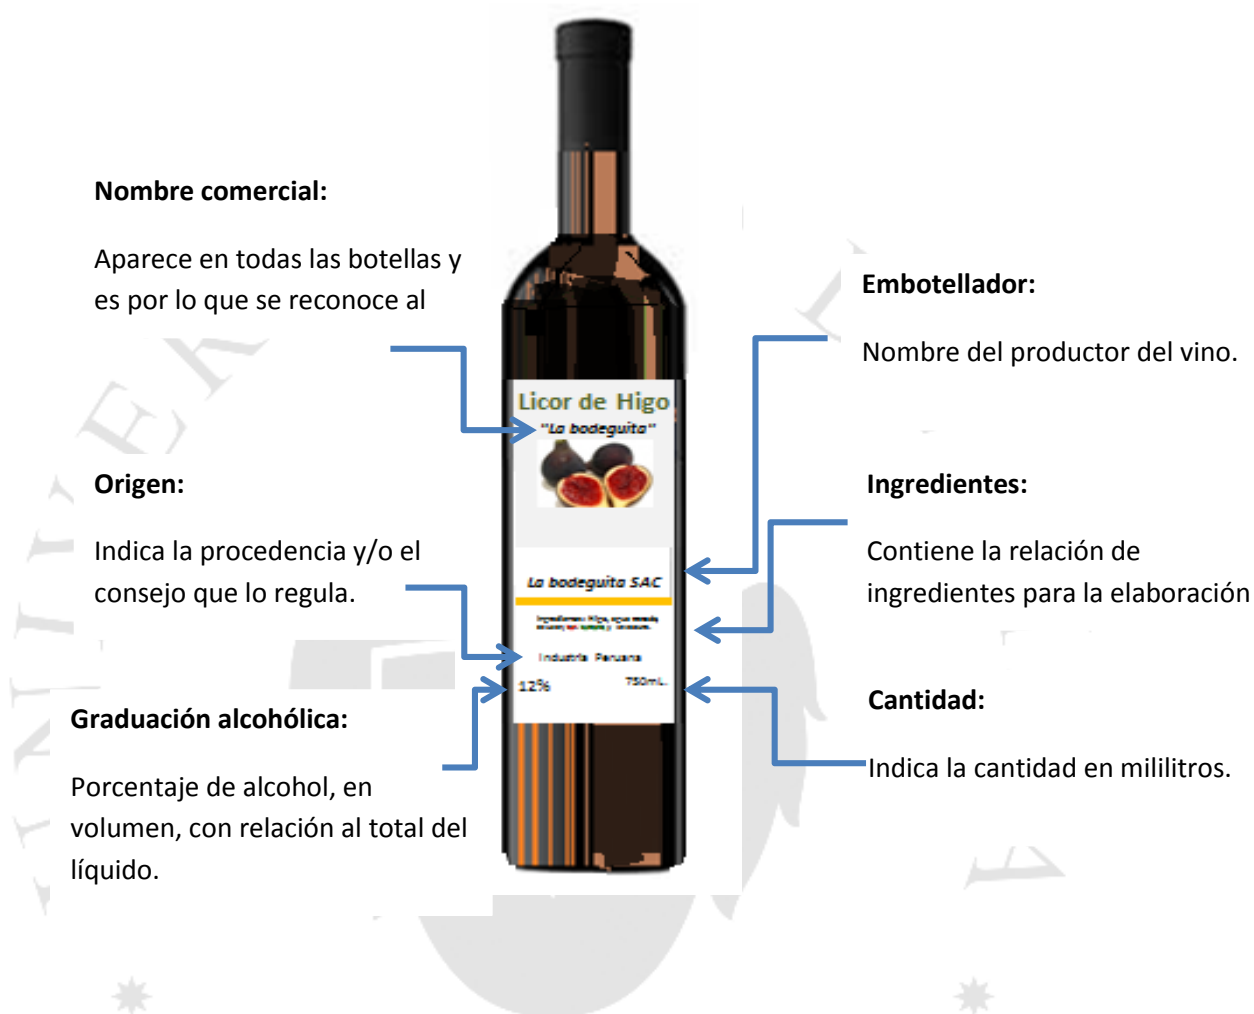 Nombre comercial:
Aparece en todas las botellas y
es por lo que se reconoce al
Origen:
Indica la procedencia y/o el
consejo que lo regula.
Graduación alcohólica:
Porcentaje de alcohol, en
volumen, con relación al total del
líquido.
Licor de Higo
"La bodeguita"
La bodeguita SAC
Ingredientes: Higo, agua
Industria Peruana
12%
750mL.
Embotellador:
Nombre del productor del vino.
Ingredientes:
Contiene la relación de
ingredientes para la elaboración
Cantidad:
Indica la cantidad en mililitros.